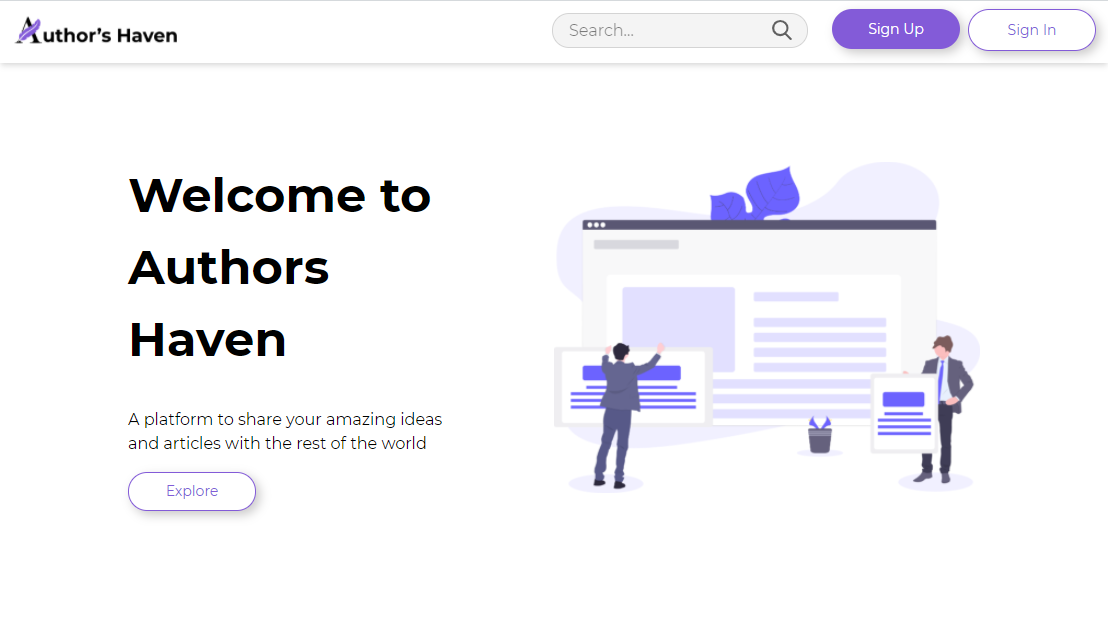 Author's Haven
Search...
Sign Up
Sign In
Welcome to
Authors
Haven
A platform to share your amazing ideas
and articles with the rest of the world
Explore